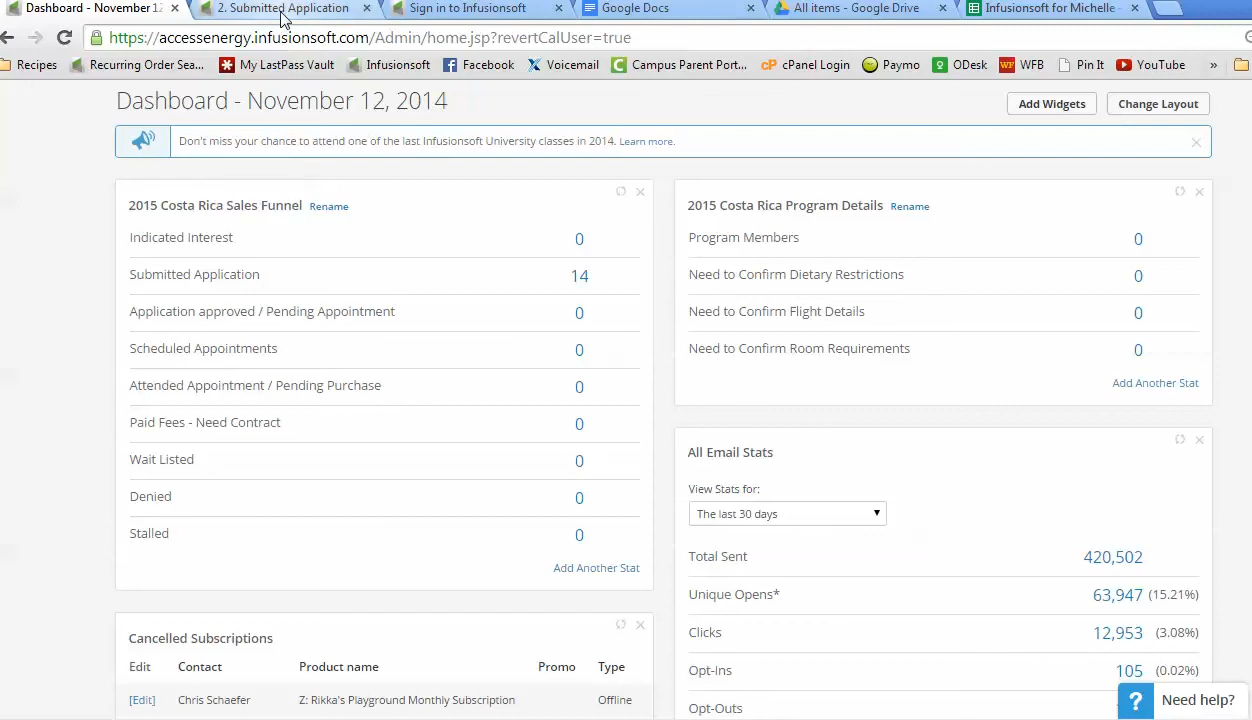 Dashboard - November 12
2. Submitted Application
Sign in to Infusionsoft
Google Docs
All items - Google Drive
Infusionsoft for Michelle -
https://accessenergy.infusionsoft.com/Admin/home.jsp?revertCalUser=true
Recipes
Recurring Order Sea...
My LastPass Vault
Infusionsoft
Facebook
Voicemail
Campus Parent Port...
cP cPanel Login
Paymo
ODesk
WF WFB
Pin It
YouTube
»
Dashboard - November 12, 2014
Add Widgets
Change Layout
Don't miss your chance to attend one of the last Infusionsoft University classes in 2014. Learn more.
2015 Costa Rica Sales Funnel Rename
Indicated Interest 0
Submitted Application 14
Application approved / Pending Appointment 0
Scheduled Appointments 0
Attended Appointment / Pending Purchase 0
Paid Fees - Need Contract 0
Wait Listed 0
Denied 0
Stalled 0
Add Another Stat
Cancelled Subscriptions
Edit Contact Product name Promo Type
[Edit] Chris Schaefer Z: Rikka's Playground Monthly Subscription Offline
2015 Costa Rica Program Details Rename
Program Members 0
Need to Confirm Dietary Restrictions 0
Need to Confirm Flight Details 0
Need to Confirm Room Requirements 0
Add Another Stat
All Email Stats
View Stats for:
The last 30 days
Total Sent 420,502
Unique Opens* 63,947 (15.21%)
Clicks 12,953 (3.08%)
Opt-Ins 105 (0.02%)
Opt-Outs
? Need help?